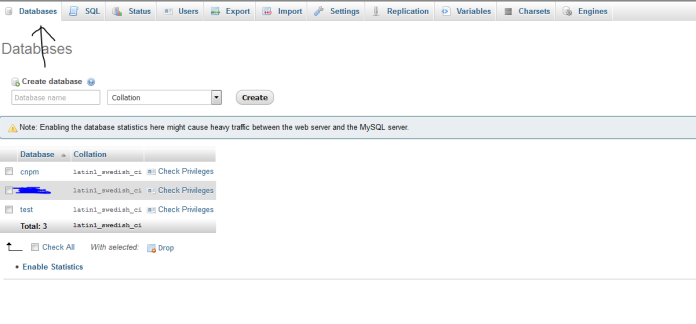 Databases SQL Status Users Export Import Settings Replication Variables Charsets Engines
Databases
Create database
Database name Collation Create
Note: Enabling the database statistics here might cause heavy traffic between the web server and the MySQL server.
Database Collation
cnpm latin1_swedish_ci Check Privileges
latin1_swedish_ci Check Privileges
test latin1_swedish_ci Check Privileges
Total: 3 latin1_swedish_ci
Check All With selected: Drop
Enable Statistics